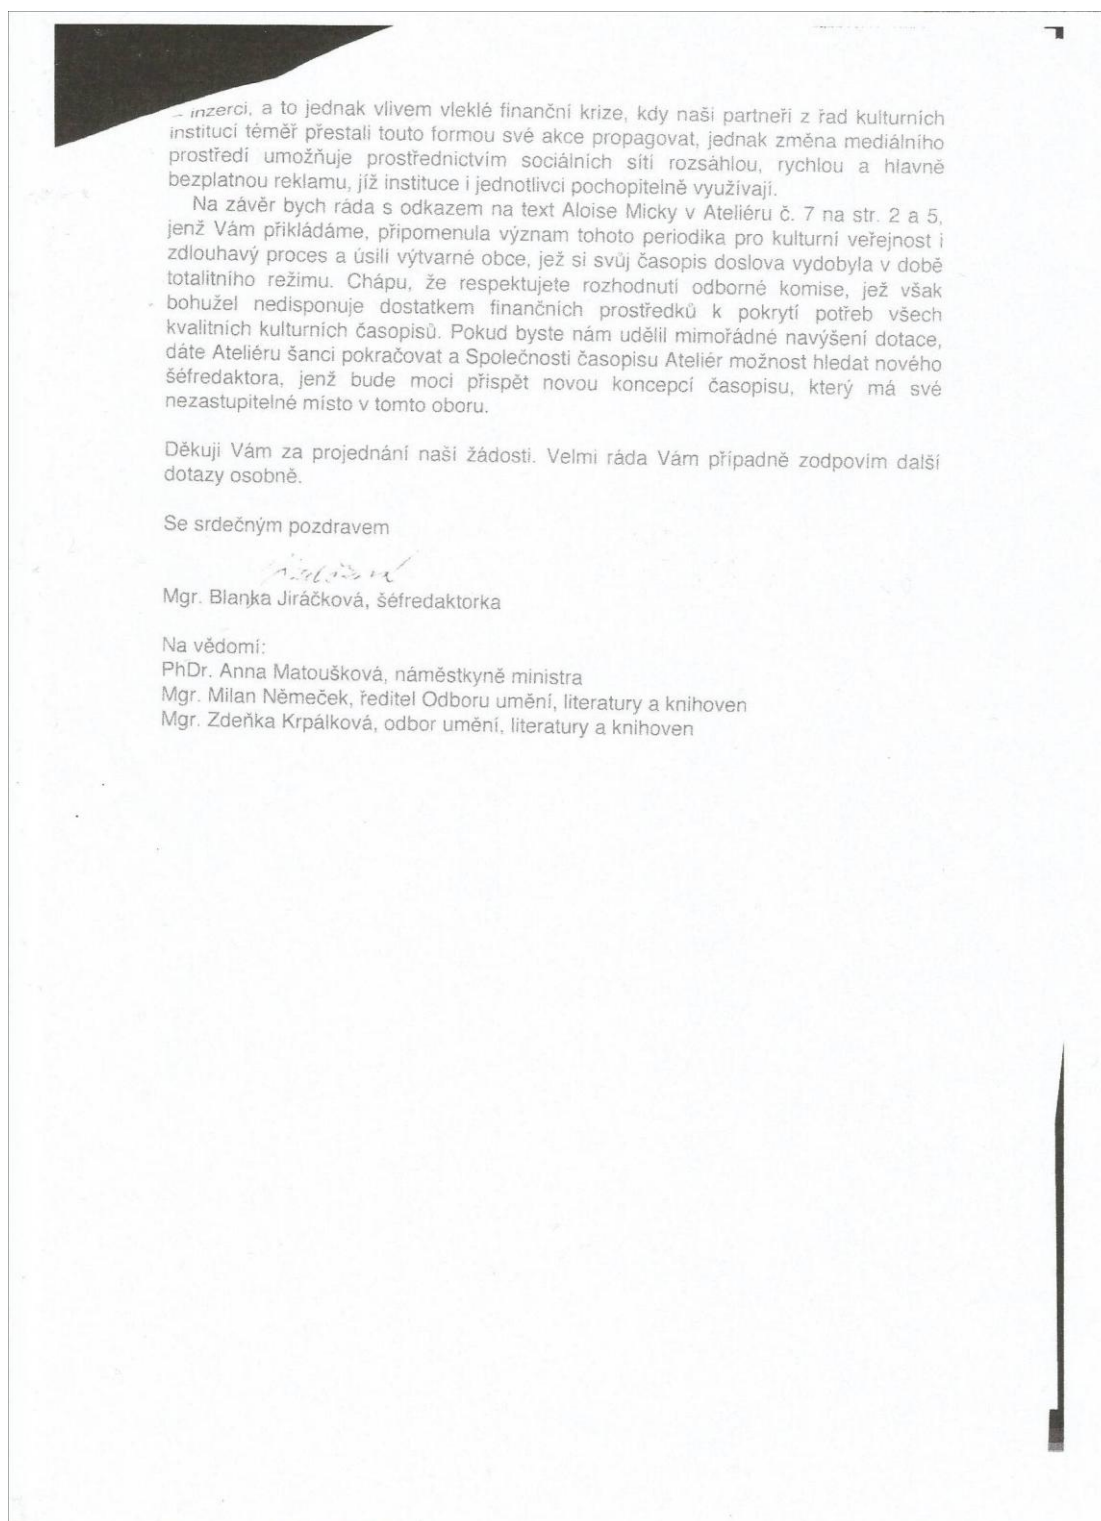 inzerci, a to jednak vlivem vleklé finanční krize, kdy naši partneři z řad kulturních
institucí téměř přestali touto formou své akce propagovat, jednak změna mediálního
prostředí umožňuje prostřednictvím sociálních sítí rozsáhlou, rychlou a hlavně
bezplatnou reklamu, jíž instituce i jednotlivci pochopitelně využívají.
Na závěr bych ráda s odkazem na text Aloise Micky v Ateliéru č. 7 na str. 2 a 5,
jenž Vám přikládáme, připomenula význam tohoto periodika pro kulturní veřejnost i
zdlouhavý proces a úsilí výtvarné obce, jež si svůj časopis doslova vydobyla v době
totalitního režimu. Chápu, že respektujete rozhodnutí odborné komise, jež však
bohužel nedisponuje dostatkem finančních prostředků k pokrytí potřeb všech
kvalitních kulturních časopisů. Pokud byste nám udělil mimořádné navýšení dotace,
dáte Ateliéru šanci pokračovat a Společnosti časopisu Ateliér možnost hledat nového
šéfredaktora, jenž bude moci přispět novou koncepcí časopisu, který má své
nezastupitelné místo v tomto oboru.
Děkuji Vám za projednání naší žádosti. Velmi ráda Vám případně zodpovím další
dotazy osobně.
Se srdečným pozdravem
Mgr. Blanka Jiráčková, šéfredaktorka
Na vědomí:
PhDr. Anna Matoušková, náměstkyně ministra
Mgr. Milan Němeček, ředitel Odboru umění, literatury a knihoven
Mgr. Zdeňka Krpálková, odbor umění, literatury a knihoven